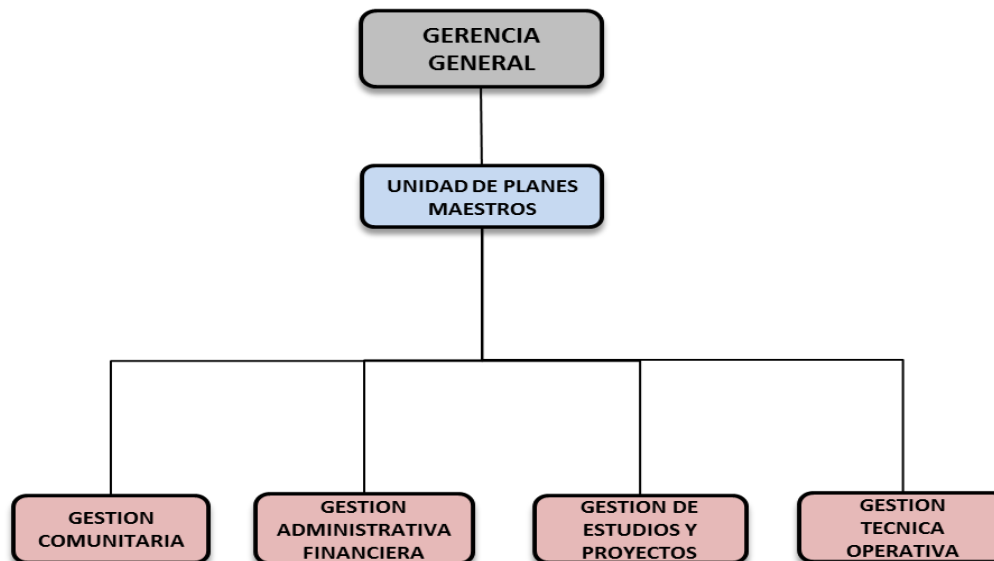 GERENCIA
GENERAL
UNIDAD DE PLANES
MAESTROS
GESTION
COMUNITARIA
GESTION
ADMINISTRATIVA
FINANCIERA
GESTION DE
ESTUDIOS Y
PROYECTOS
GESTION
TECNICA
OPERATIVA